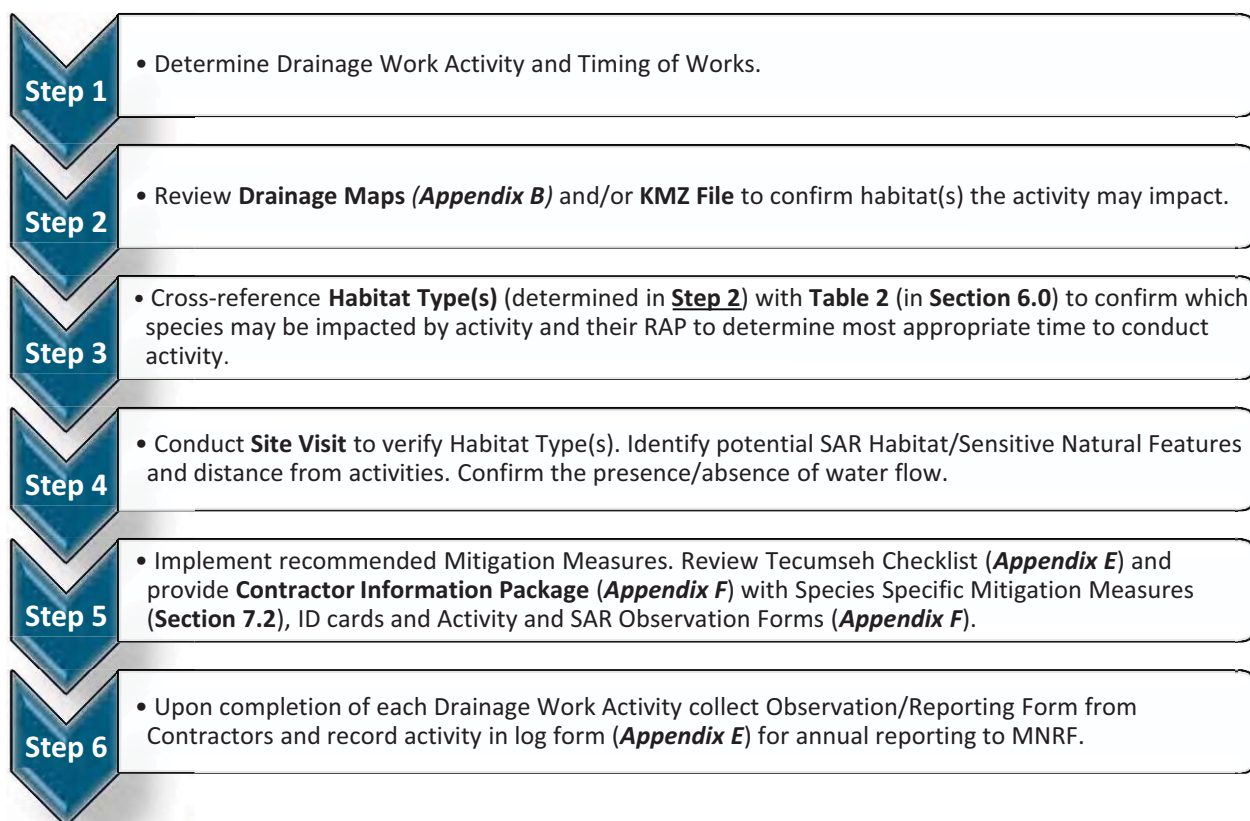 Step 1
• Determine Drainage Work Activity and Timing of Works.
Step 2
• Review Drainage Maps (Appendix B) and/or KMZ File to confirm habitat(s) the activity may impact.
Step 3
• Cross-reference Habitat Type(s) (determined in Step 2) with Table 2 (in Section 6.0) to confirm which
species may be impacted by activity and their RAP to determine most appropriate time to conduct
activity.
Step 4
• Conduct Site Visit to verify Habitat Type(s). Identify potential SAR Habitat/Sensitive Natural Features
and distance from activities. Confirm the presence/absence of water flow.
Step 5
• Implement recommended Mitigation Measures. Review Tecumseh Checklist (Appendix E) and
provide Contractor Information Package (Appendix F) with Species Specific Mitigation Measures
(Section 7.2), ID cards and Activity and SAR Observation Forms (Appendix F).
Step 6
• Upon completion of each Drainage Work Activity collect Observation/Reporting Form from
Contractors and record activity in log form (Appendix E) for annual reporting to MNRF.